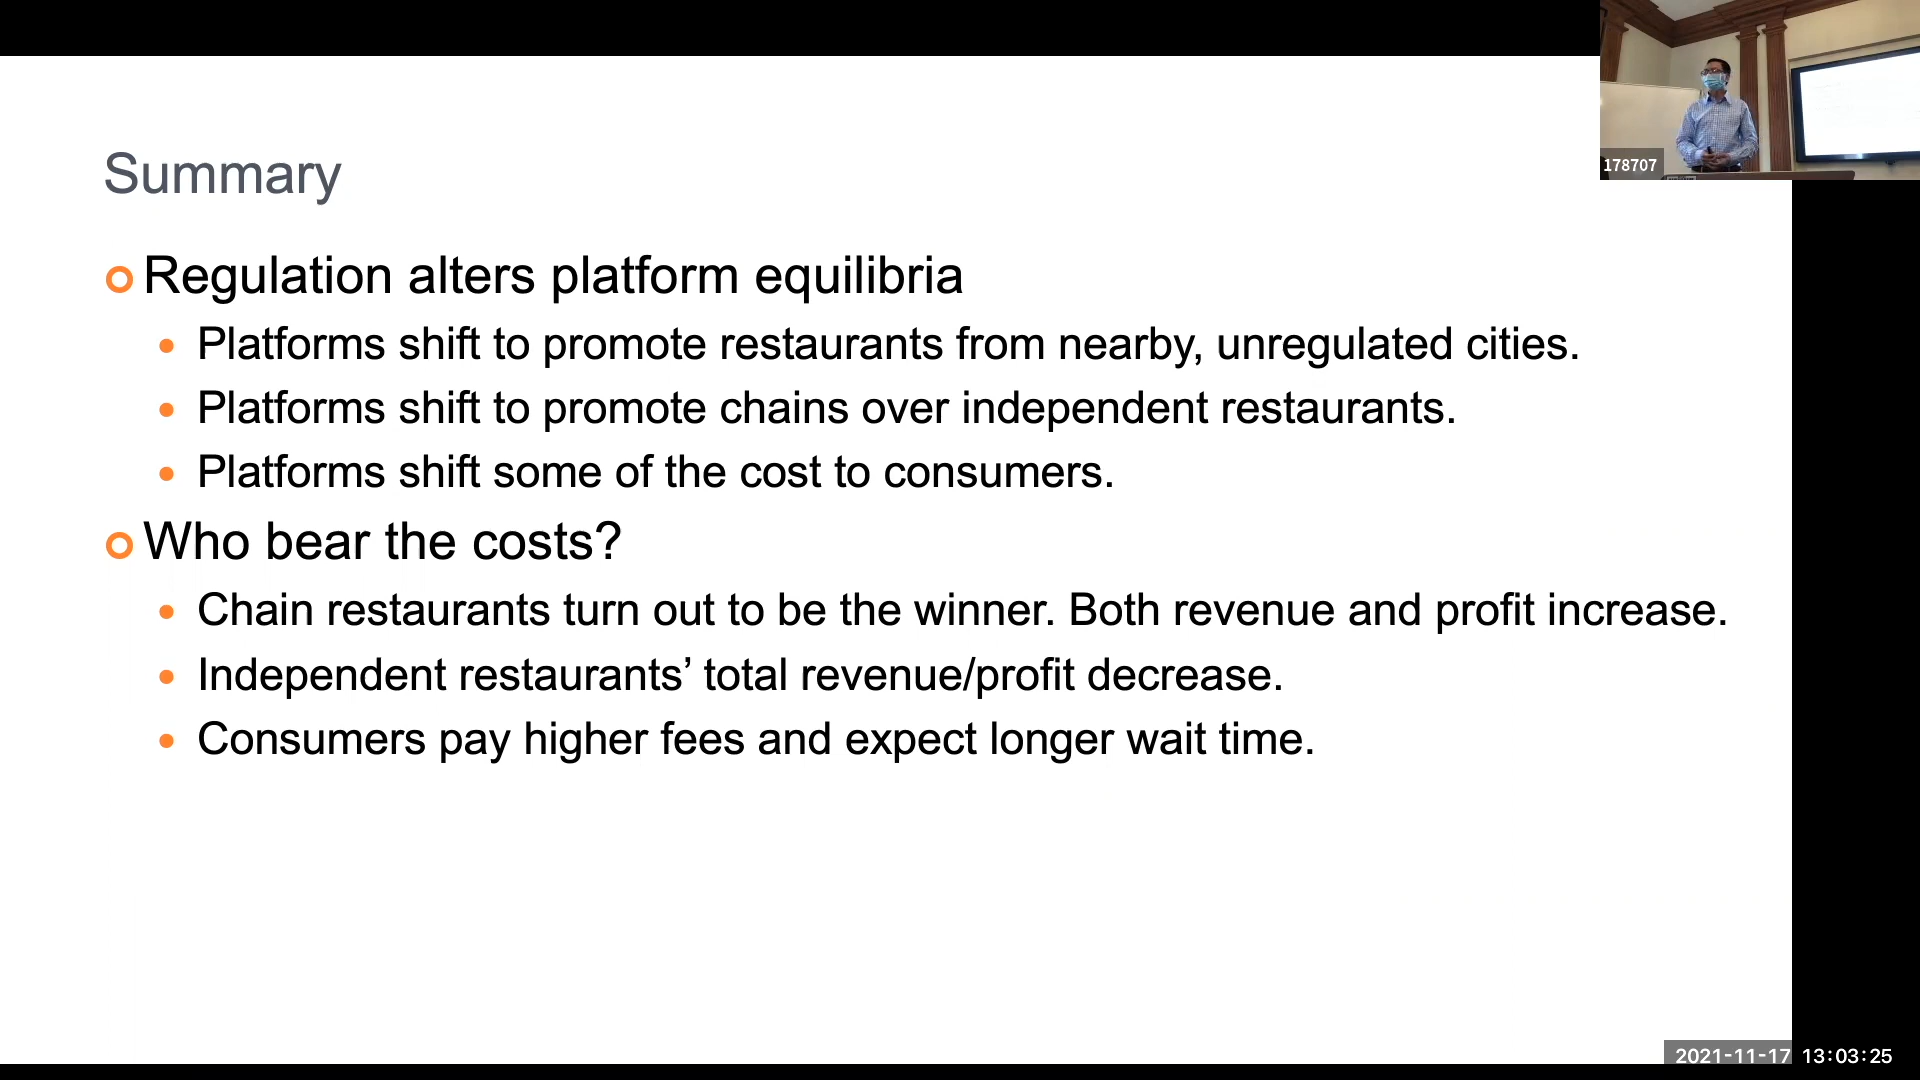 178707
Summary
Regulation alters platform equilibria
Platforms shift to promote restaurants from nearby, unregulated cities.
Platforms shift to promote chains over independent restaurants.
Platforms shift some of the cost to consumers.
Who bear the costs?
Chain restaurants turn out to be the winner. Both revenue and profit increase.
Independent restaurants’ total revenue/profit decrease.
Consumers pay higher fees and expect longer wait time.
2021-11-17 13:03:25